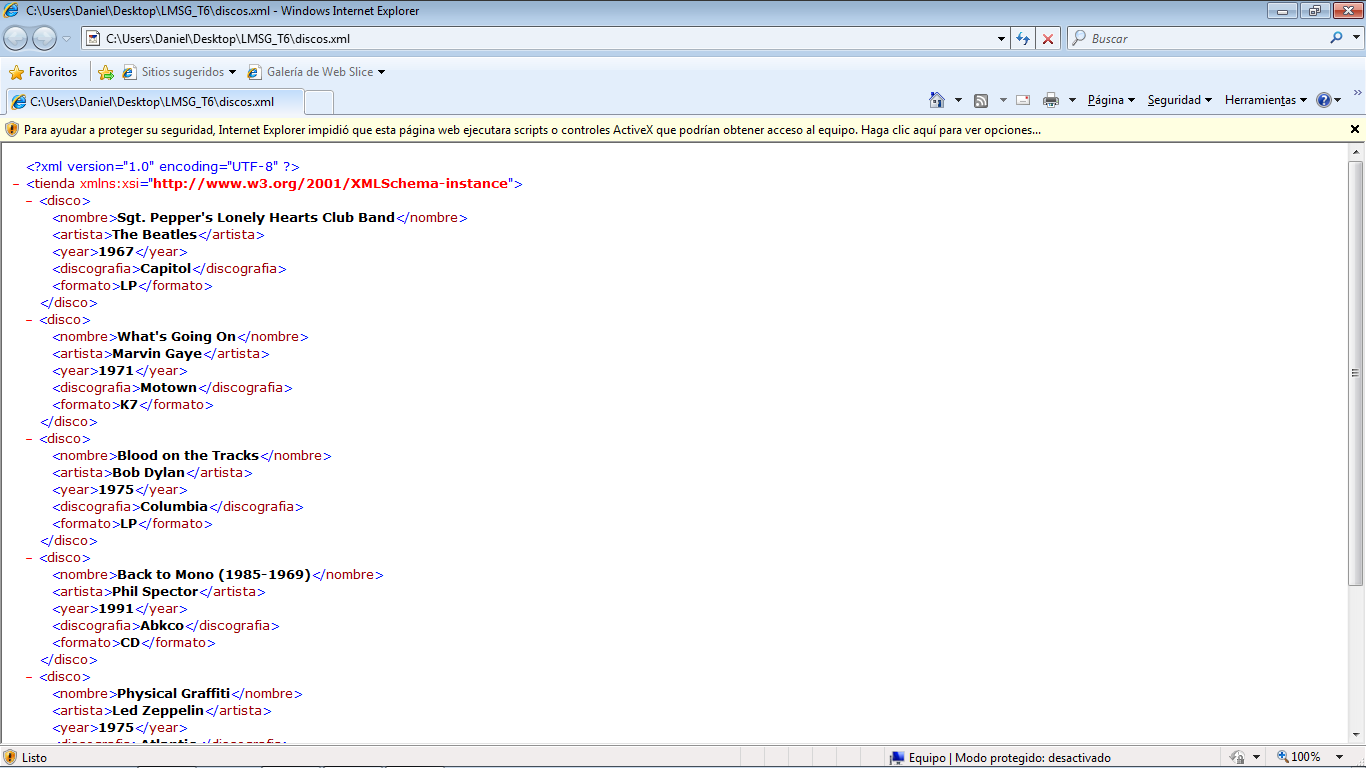 C:\Users\Daniel\Desktop\LMSG_T6\discos.xml - Windows Internet Explorer
C:\Users\Daniel\Desktop\LMSG_T6\discos.xml
Buscar
Favoritos
Sitios sugeridos
Galería de Web Slice
C:\Users\Daniel\Desktop\LMSG_T6\discos.xml
Página
Seguridad
Herramientas
Para ayudar a proteger su seguridad, Internet Explorer impidió que esta página web ejecutara scripts o controles ActiveX que podrían obtener acceso al equipo. Haga clic aquí para ver opciones...
<?xml version="1.0" encoding="UTF-8" ?>
- <tienda xmlns:xsi="http://www.w3.org/2001/XMLSchema-instance">
- <disco>
<nombre>Sgt. Pepper's Lonely Hearts Club Band</nombre>
<artista>The Beatles</artista>
<year>1967</year>
<discografia>Capitol</discografia>
<formato>LP</formato>
</disco>
- <disco>
<nombre>What's Going On</nombre>
<artista>Marvin Gaye</artista>
<year>1971</year>
<discografia>Motown</discografia>
<formato>K7</formato>
</disco>
- <disco>
<nombre>Blood on the Tracks</nombre>
<artista>Bob Dylan</artista>
<year>1975</year>
<discografia>Columbia</discografia>
<formato>LP</formato>
</disco>
- <disco>
<nombre>Back to Mono (1985-1969)</nombre>
<artista>Phil Spector</artista>
<year>1991</year>
<discografia>Abkco</discografia>
<formato>CD</formato>
</disco>
- <disco>
<nombre>Physical Graffiti</nombre>
<artista>Led Zeppelin</artista>
<year>1975</year>
<discografia>Atlantic</discografia>
Listo
Equipo | Modo protegido: desactivado
100%